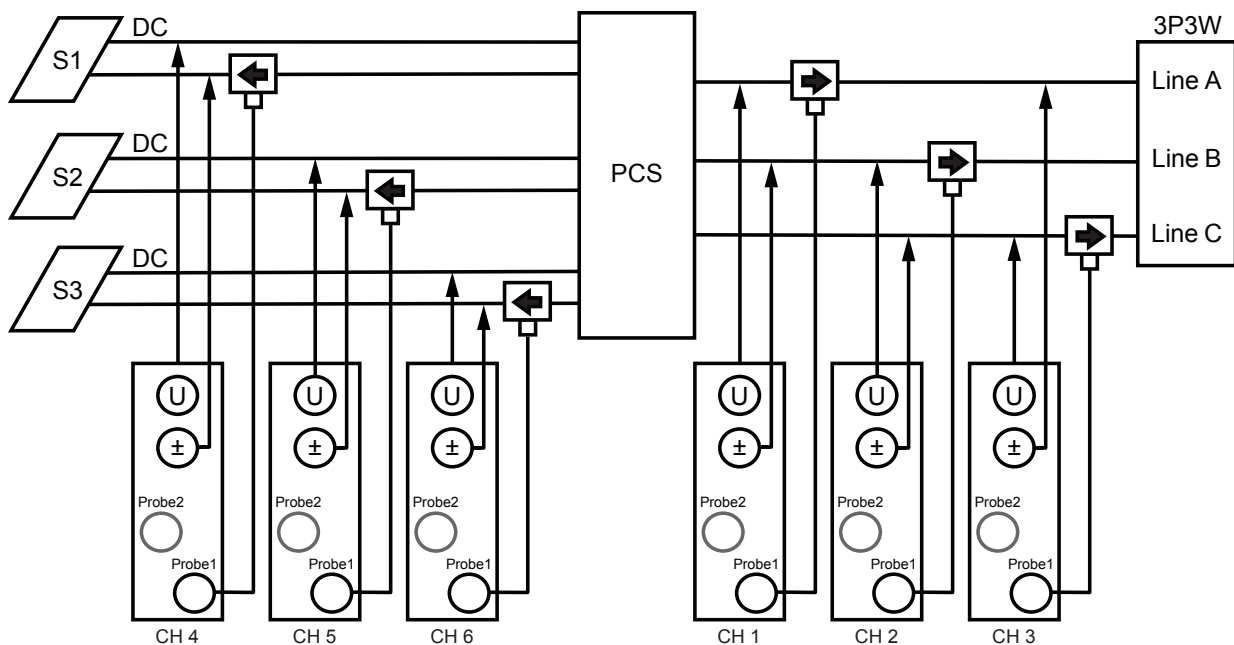 3P3W
DC
S1
Line A
DC
S2
PCS
Line B
Line C
DC
S3
U
U
U
U
U
U
±
±
±
±
±
±
Probe2
Probe2
Probe2
Probe2
Probe2
Probe2
Probe1
Probe1
Probe1
Probe1
Probe1
Probe1
CH 4
CH 5
CH 6
CH 1
CH 2
CH 3